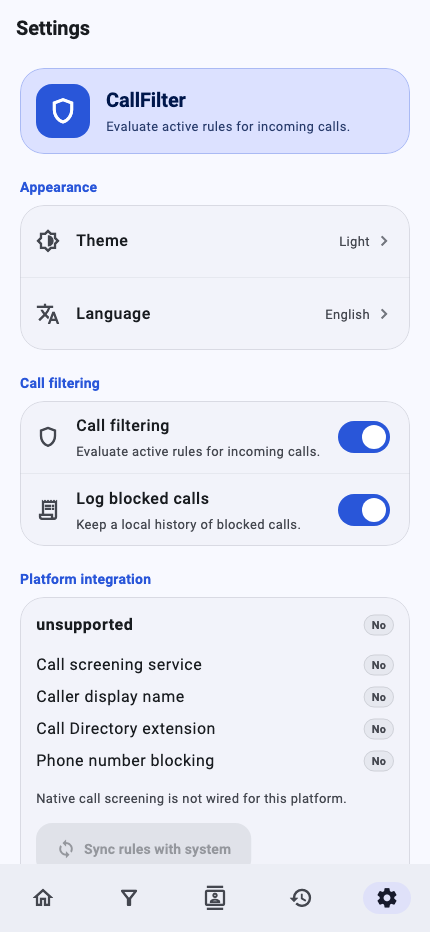 Settings
CallFilter
Evaluate active rules for incoming calls.
Appearance
Theme
Light
Language
English
Call filtering
Call filtering
Evaluate active rules for incoming calls.
Log blocked calls
Keep a local history of blocked calls.
Platform integration
unsupported
No
Call screening service
No
Caller display name
No
Call Directory extension
No
Phone number blocking
No
Native call screening is not wired for this platform.
Sync rules with system